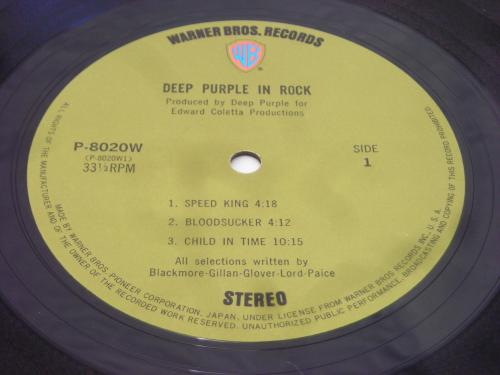 WARNER BROS. RECORDS
WB
DEEP PURPLE IN ROCK
Produced by Deep Purple for
Edward Coletta Productions
P-8020W
(P-8020W1)
33⅓RPM
SIDE
1
1. SPEED KING 4:18
2. BLOODSUCKER 4:12
3. CHILD IN TIME 10:15
All selections written by
Blackmore-Gillan-Glover-Lord-Paice
STEREO
MADE BY WARNER BROS. PIONEER CORPORATION, JAPAN, UNDER LICENSE FROM WARNER BROS RECORDS INC., U. S. A.
ALL RIGHTS OF THE MANUFACTURER AND OF THE OWNER OF THE RECORDED WORK RESERVED. UNAUTHORIZED PUBLIC PERFORMANCE, BROADCASTING AND COPYING OF THIS RECORD PROHIBITED